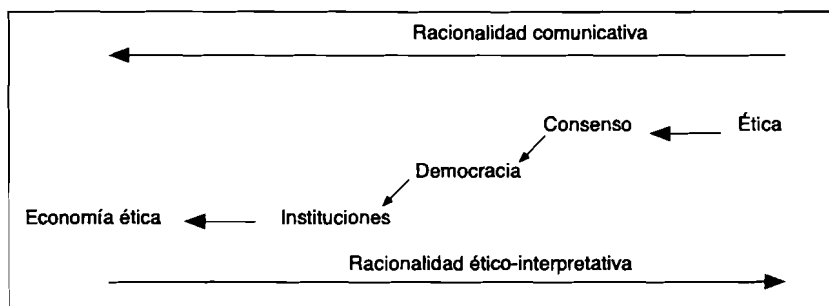 Racionalidad comunicativa
Consenso Ética
Democracia
Economía ética Instituciones
Racionalidad ético-interpretativa